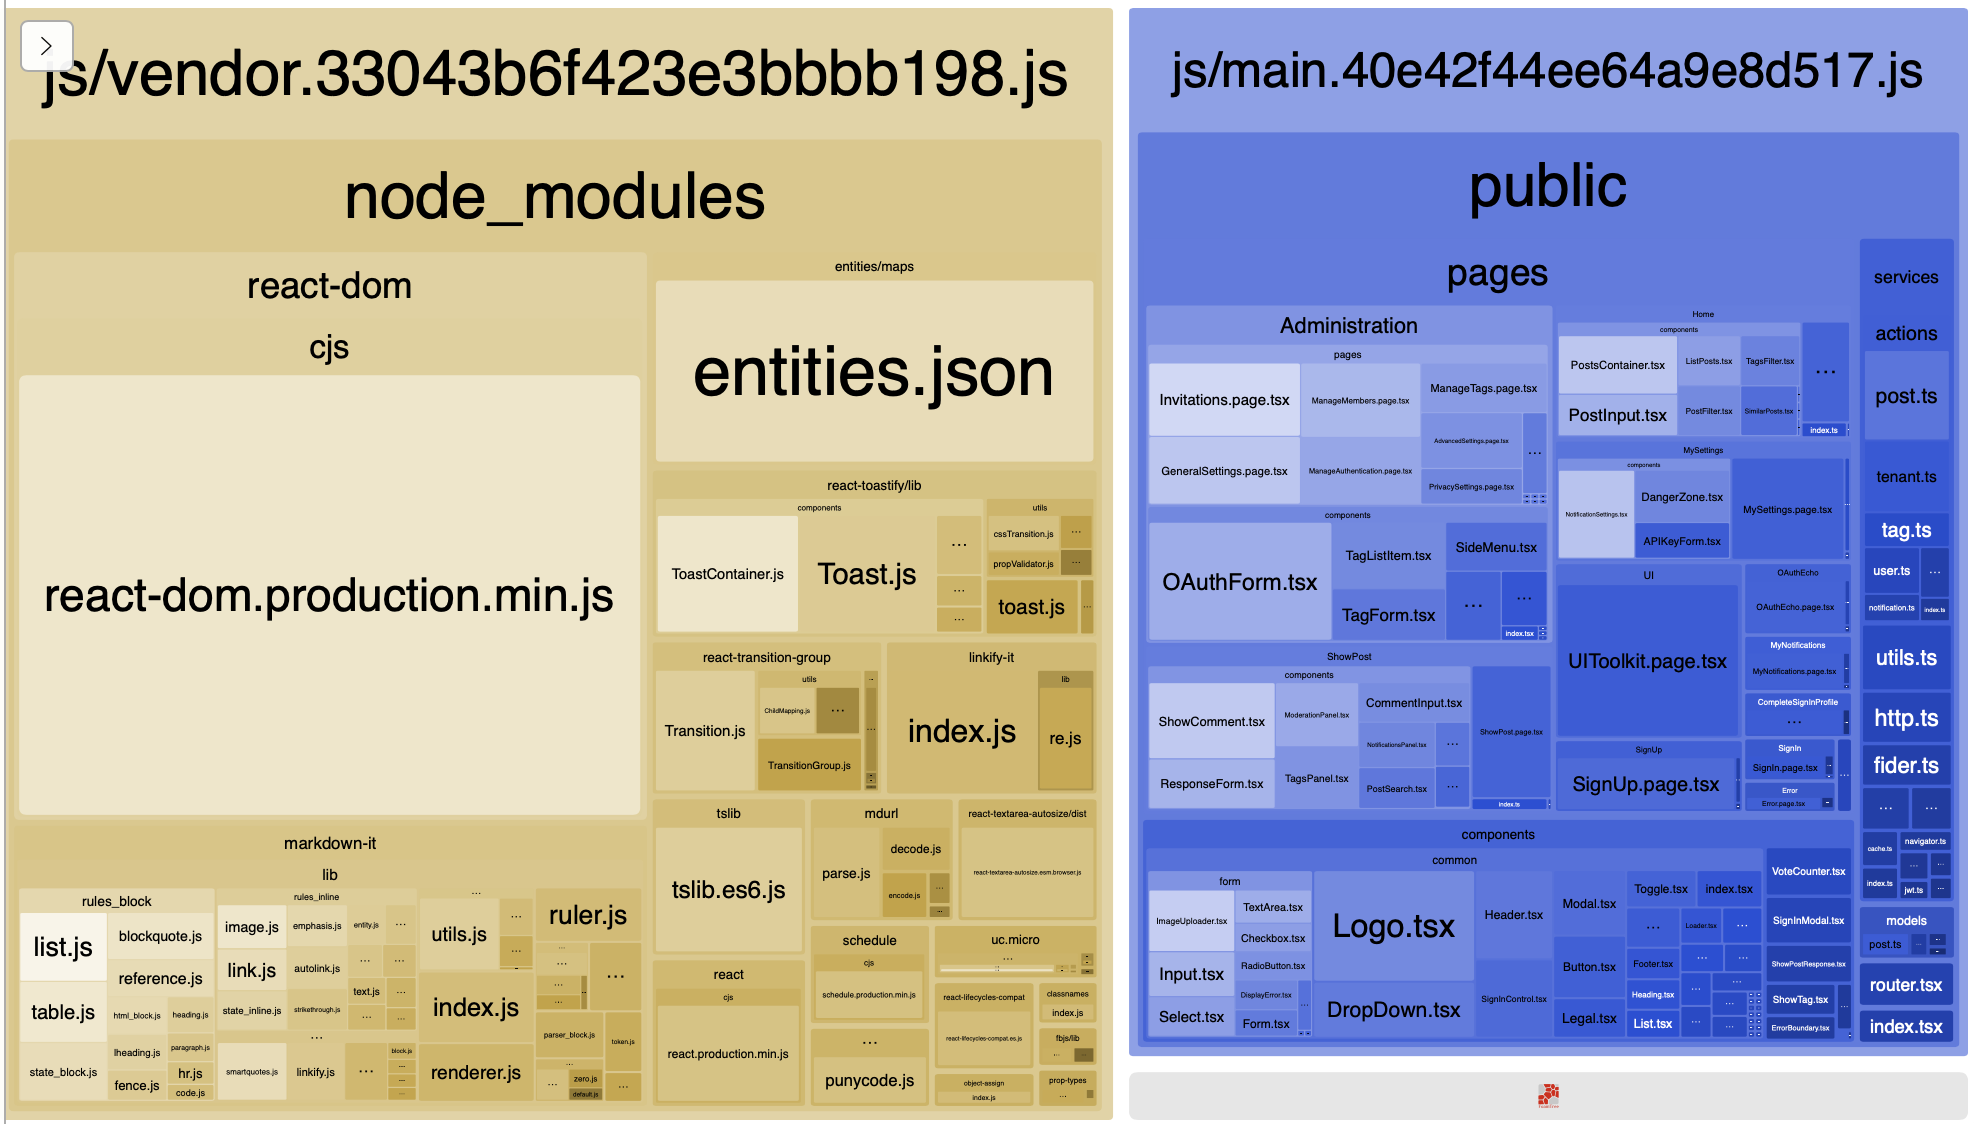 js/vendor.33043b6f423e3bbbb198.js
node_modules
react-dom
cjs
react-dom.production.min.js
markdown-it
lib
rules_block
list.js
blockquote.js
reference.js
table.js
html_block.js
heading.js
lheading.js
paragraph.js
state_block.js
fence.js
hr.js
code.js
rules_inline
image.js
emphasis.js
entity.js
...
link.js
autolink.js
...
...
text.js
...
state_inline.js
strikethrough.js
...
...
...
smartquotes.js
linkify.js
...
block.js
...
...
...
utils.js
...
...
index.js
renderer.js
ruler.js
...
...
...
...
...
parser_block.js
token.js
...
...
zero.js
default.js
...
entities/maps
entities.json
react-toastify/lib
components
ToastContainer.js
Toast.js
...
...
...
utils
cssTransition.js
...
propValidator.js
...
toast.js
...
react-transition-group
Transition.js
utils
ChildMapping.js
...
TransitionGroup.js
...
linkify-it
index.js
lib
re.js
tslib
tslib.es6.js
mdurl
parse.js
decode.js
encode.js
...
...
react-textarea-autosize/dist
react-textarea-autosize.esm.browser.js
react
cjs
react.production.min.js
schedule
cjs
schedule.production.min.js
...
punycode.js
uc.micro
...
react-lifecycles-compat
react-lifecycles-compat.es.js
object-assign
index.js
classnames
index.js
fbjs/lib
...
prop-types
...
js/main.40e42f44ee64a9e8d517.js
public
pages
Administration
pages
Invitations.page.tsx
ManageMembers.page.tsx
ManageTags.page.tsx
GeneralSettings.page.tsx
ManageAuthentication.page.tsx
AdvancedSettings.page.tsx
PrivacySettings.page.tsx
...
components
OAuthForm.tsx
TagListItem.tsx
TagForm.tsx
SideMenu.tsx
...
...
index.tsx
ShowPost
components
ShowComment.tsx
ResponseForm.tsx
ModerationPanel.tsx
TagsPanel.tsx
CommentInput.tsx
NotificationsPanel.tsx
...
PostSearch.tsx
...
ShowPost.page.tsx
index.ts
Home
components
PostsContainer.tsx
PostInput.tsx
ListPosts.tsx
TagsFilter.tsx
PostFilter.tsx
SimilarPosts.tsx
...
index.ts
MySettings
components
NotificationSettings.tsx
DangerZone.tsx
APIKeyForm.tsx
MySettings.page.tsx
UI
UIToolkit.page.tsx
SignUp
SignUp.page.tsx
OAuthEcho
OAuthEcho.page.tsx
MyNotifications
MyNotifications.page.tsx
CompleteSignInProfile
...
SignIn
SignIn.page.tsx
Error
Error.page.tsx
...
components
common
form
ImageUploader.tsx
TextArea.tsx
Checkbox.tsx
Input.tsx
RadioButton.tsx
DisplayError.tsx
...
Select.tsx
Form.tsx
Logo.tsx
DropDown.tsx
Header.tsx
SignInControl.tsx
Modal.tsx
Button.tsx
Legal.tsx
Toggle.tsx
index.tsx
...
Loader.tsx
...
Footer.tsx
...
...
Heading.tsx
...
...
List.tsx
...
...
VoteCounter.tsx
SignInModal.tsx
ShowPostResponse.tsx
ShowTag.tsx
...
ErrorBoundary.tsx
services
actions
post.ts
tenant.ts
tag.ts
user.ts
...
notification.ts
index.ts
utils.ts
http.ts
fider.ts
...
...
cache.ts
navigator.ts
...
...
index.ts
jwt.ts
...
models
post.ts
...
router.tsx
index.tsx